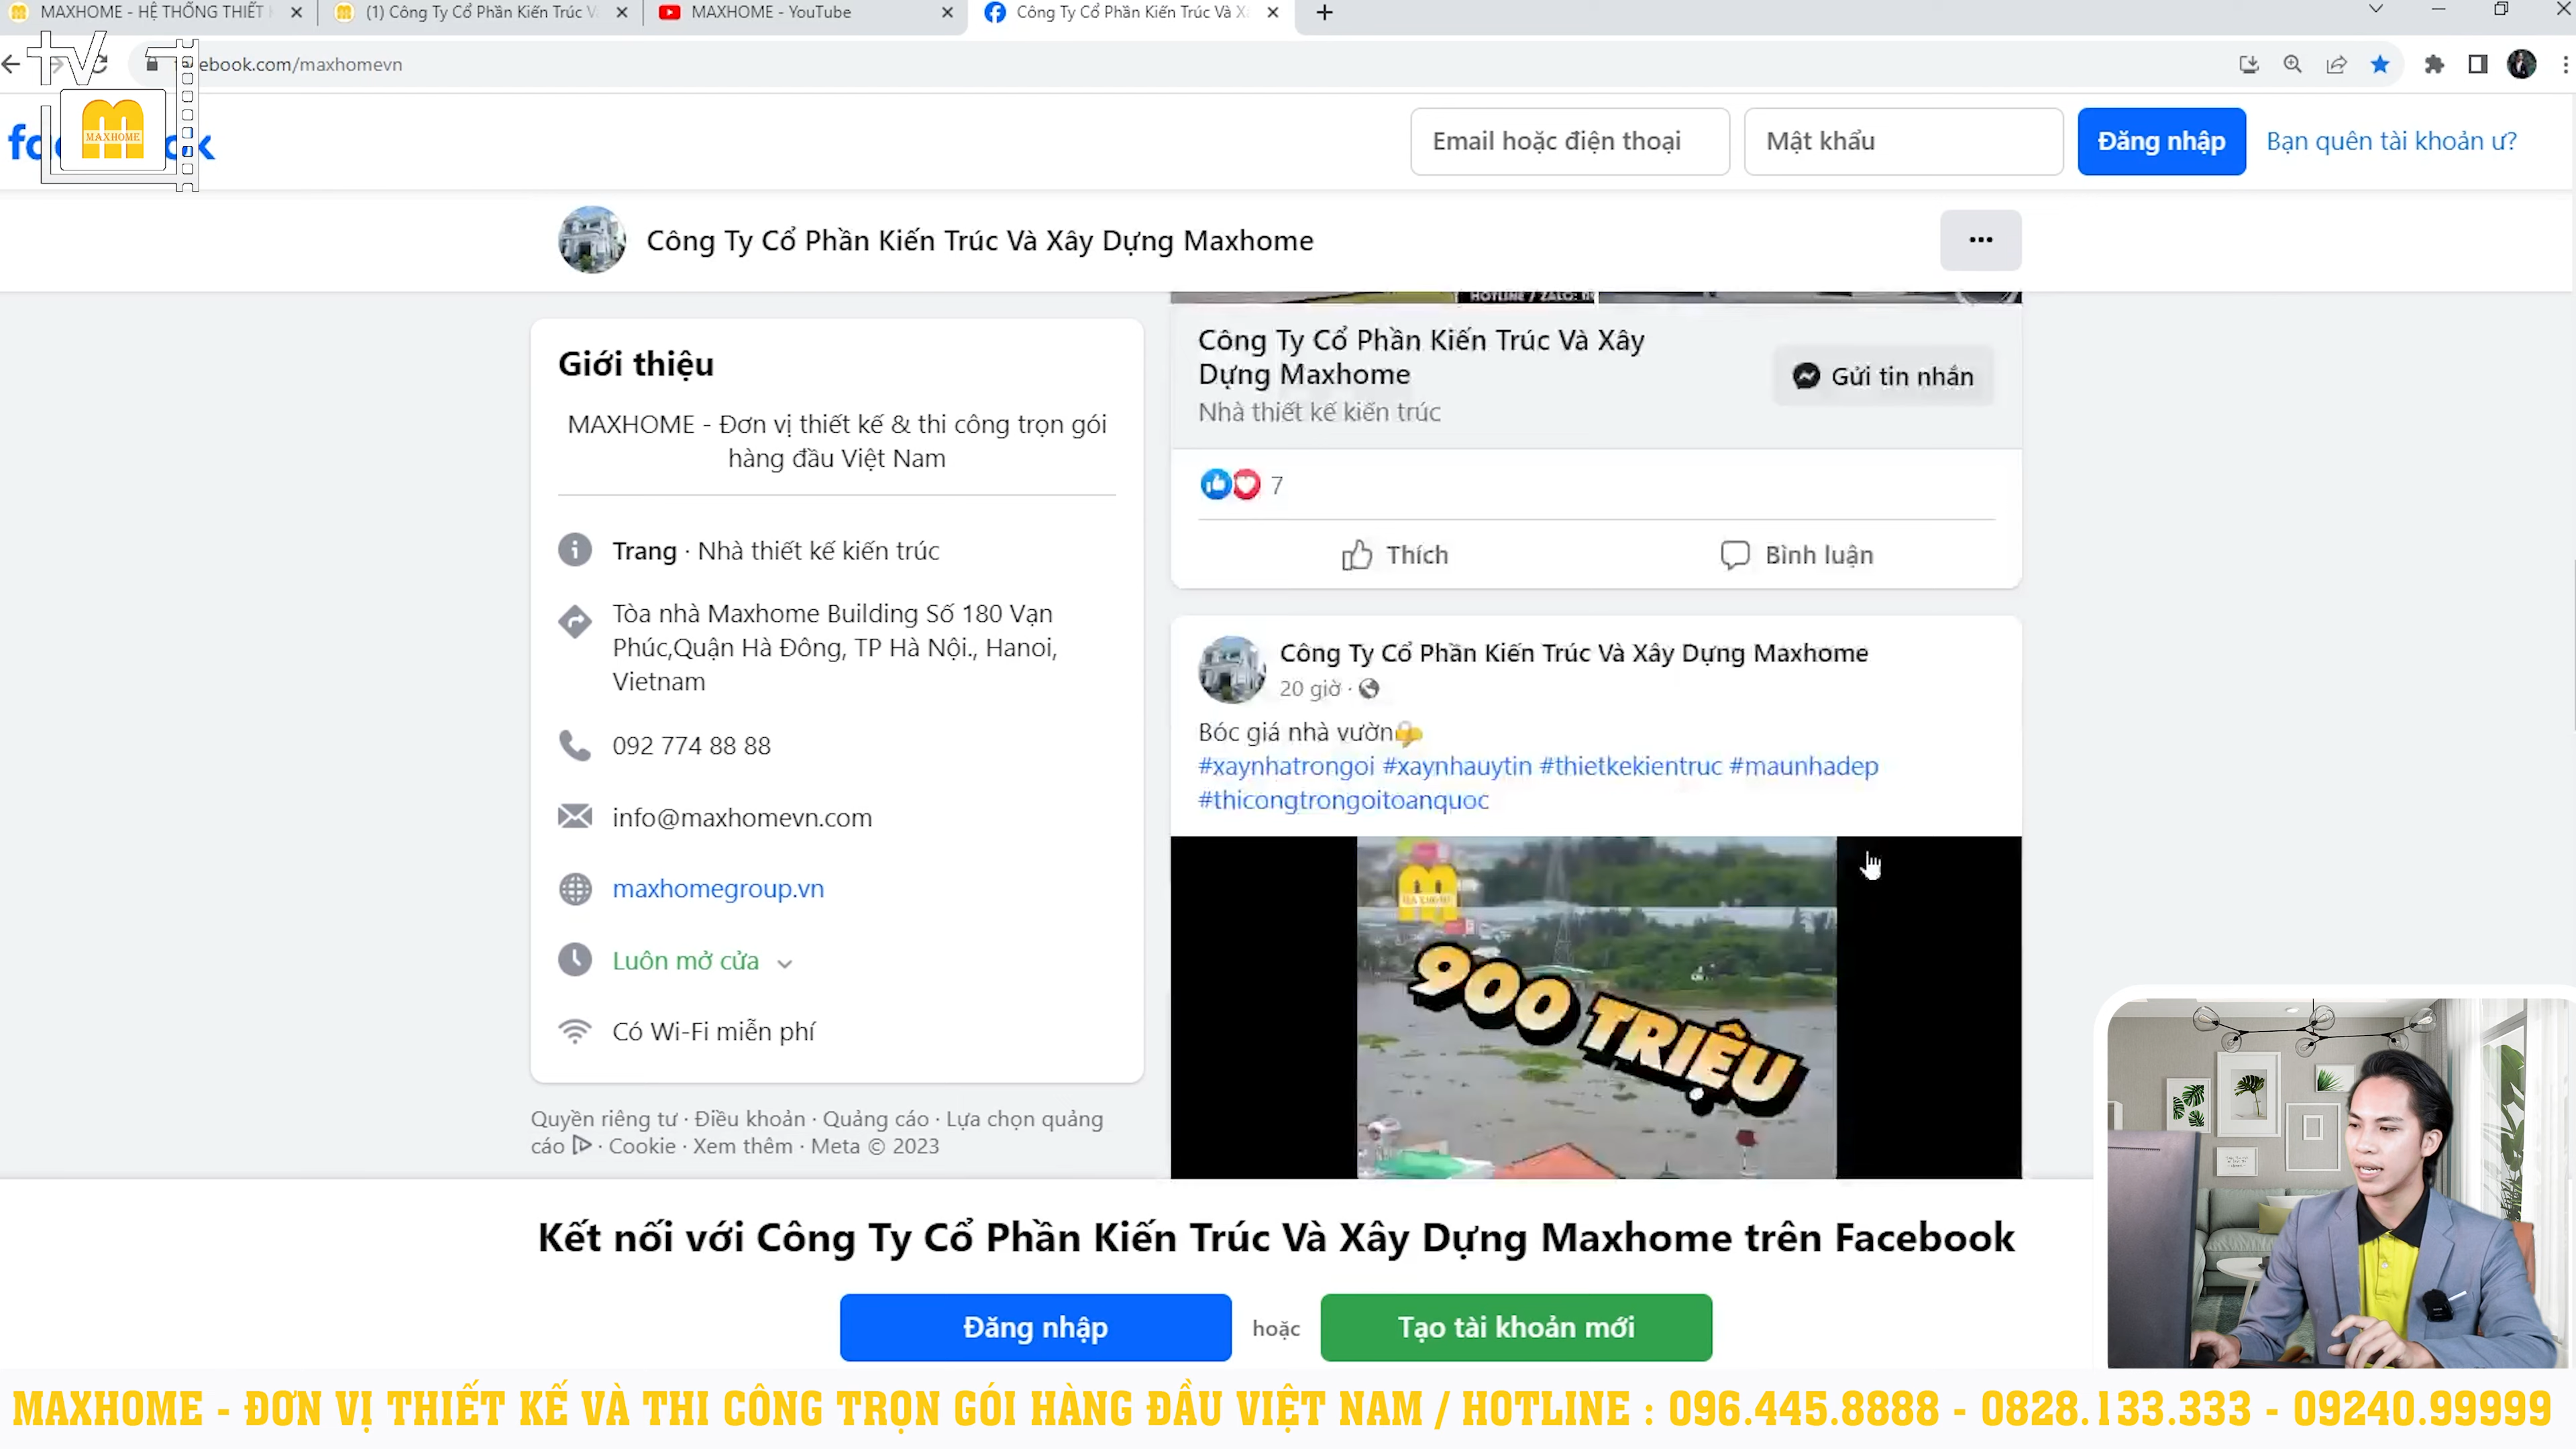 MAXHOME - HỆ THỐNG THIẾT
(1) Công Ty Cổ Phần Kiến Trúc V
MAXHOME - YouTube
Công Ty Cổ Phần Kiến Trúc Và X
ebook.com/maxhomevn
TV
MAXHOME
Email hoặc điện thoại
Mật khẩu
Đăng nhập
Bạn quên tài khoản ư?
Công Ty Cổ Phần Kiến Trúc Và Xây Dựng Maxhome
Giới thiệu
MAXHOME - Đơn vị thiết kế & thi công trọn gói
hàng đầu Việt Nam
Trang · Nhà thiết kế kiến trúc
Tòa nhà Maxhome Building Số 180 Vạn
Phúc,Quận Hà Đông, TP Hà Nội., Hanoi,
Vietnam
092 774 88 88
info@maxhomevn.com
maxhomegroup.vn
Luôn mở cửa
Có Wi-Fi miễn phí
Quyền riêng tư · Điều khoản · Quảng cáo · Lựa chọn quảng
cáo · Cookie · Xem thêm · Meta © 2023
HOTLINE / ZALO:
Công Ty Cổ Phần Kiến Trúc Và Xây
Dựng Maxhome
Nhà thiết kế kiến trúc
Gửi tin nhắn
7
Thích
Bình luận
Công Ty Cổ Phần Kiến Trúc Và Xây Dựng Maxhome
20 giờ ·
Bóc giá nhà vườn
#xaynhatrongoi #xaynhauytin #thietkekientruc #maunhadep
#thicongtrongoitoanquoc
MAXHOME
900 TRIỆU
Kết nối với Công Ty Cổ Phần Kiến Trúc Và Xây Dựng Maxhome trên Facebook
Đăng nhập
hoặc
Tạo tài khoản mới
MAXHOME - ĐƠN VỊ THIẾT KẾ VÀ THI CÔNG TRỌN GÓI HÀNG ĐẦU VIỆT NAM / HOTLINE : 096.445.8888 - 0828.133.333 - 09240.99999